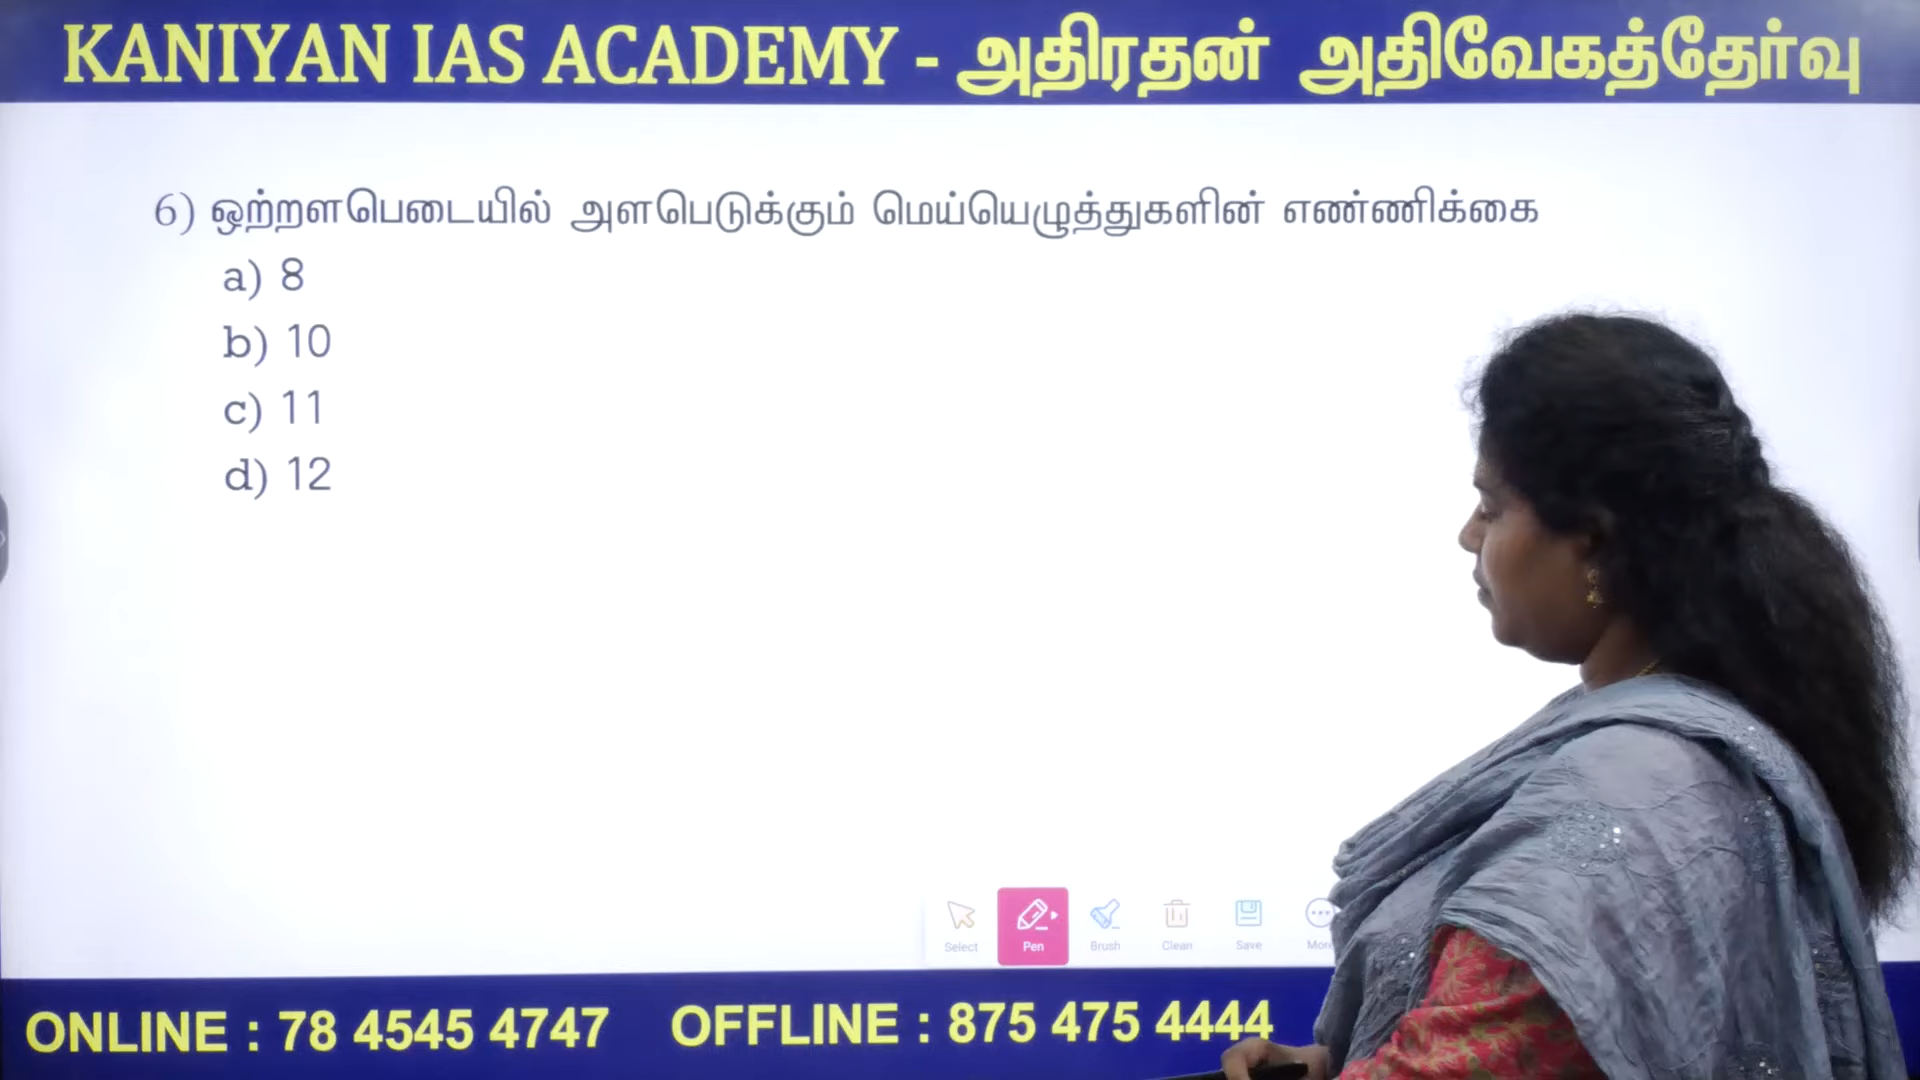 KANIYAN IAS ACADEMY - அதிரதன் அதிவேகத்தேர்வு
6) ஒற்றளபெடையில் அளபெடுக்கும் மெய்யெழுத்துகளின் எண்ணிக்கை
a) 8
b) 10
c) 11
d) 12
Select Pen Brush Clean Save More
ONLINE : 78 4545 4747 OFFLINE : 875 475 4444